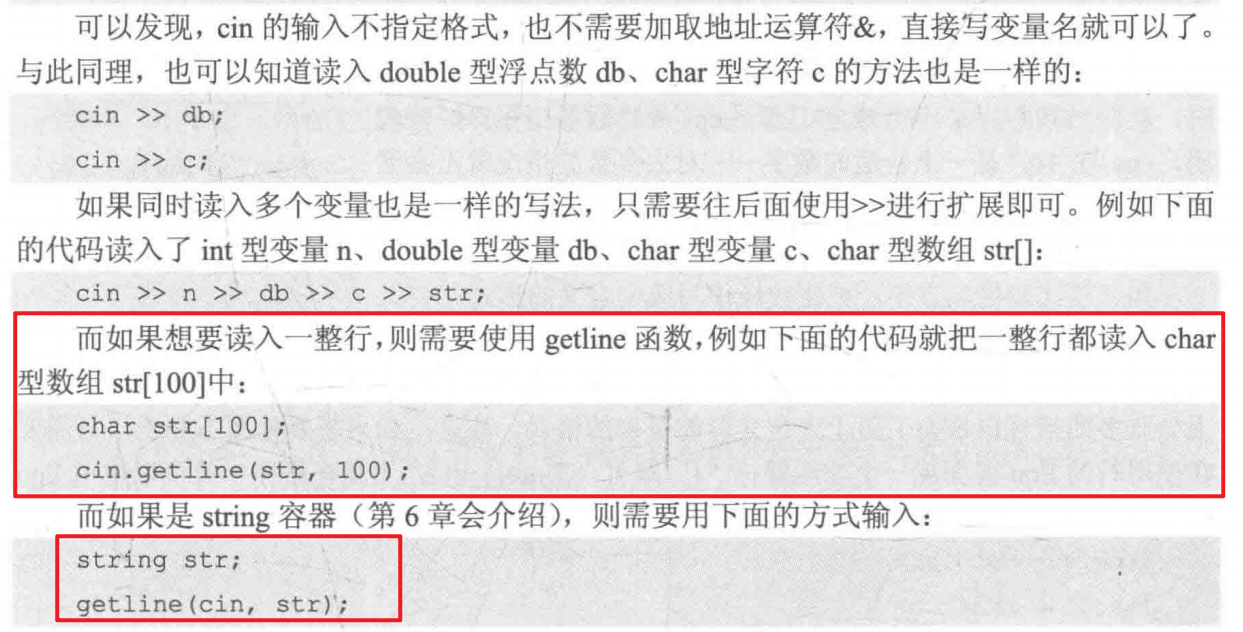 可以发现，cin 的输入不指定格式，也不需要加取地址运算符&，直接写变量名就可以了。
与此同理，也可以知道读入 double 型浮点数 db、char 型字符 c 的方法也是一样的：
cin >> db;
cin >> c;
如果同时读入多个变量也是一样的写法，只需要往后面使用>>进行扩展即可。例如下面
的代码读入了 int 型变量 n、double 型变量 db、char 型变量 c、char 型数组 str[]：
cin >> n >> db >> c >> str;
而如果想要读入一整行，则需要使用 getline 函数，例如下面的代码就把一整行都读入 char
型数组 str[100]中：
char str[100];
cin.getline(str, 100);
而如果是 string 容器（第 6 章会介绍），则需要用下面的方式输入：
string str;
getline(cin, str);